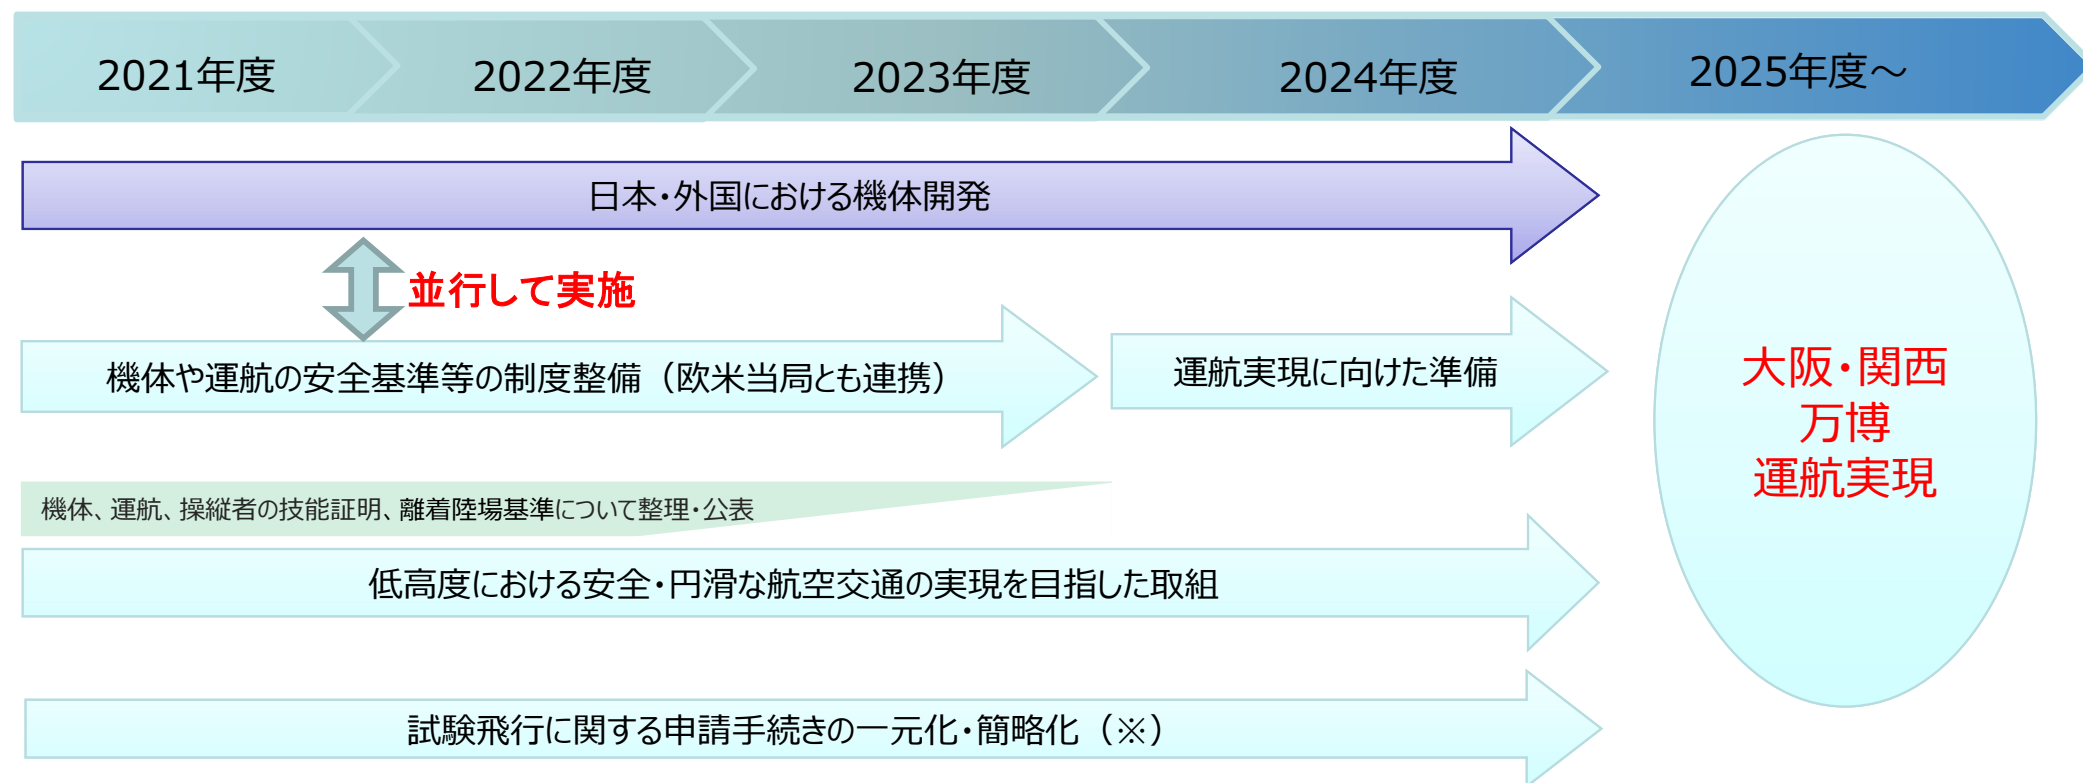 2021年度
2022年度
2023年度
2024年度
2025年度～
日本・外国における機体開発
並行して実施
機体や運航の安全基準等の制度整備（欧米当局とも連携）
運航実現に向けた準備
大阪・関西
万博
運航実現
機体、運航、操縦者の技能証明、離着陸場基準について整理・公表
低高度における安全・円滑な航空交通の実現を目指した取組
試験飛行に関する申請手続きの一元化・簡略化（※）